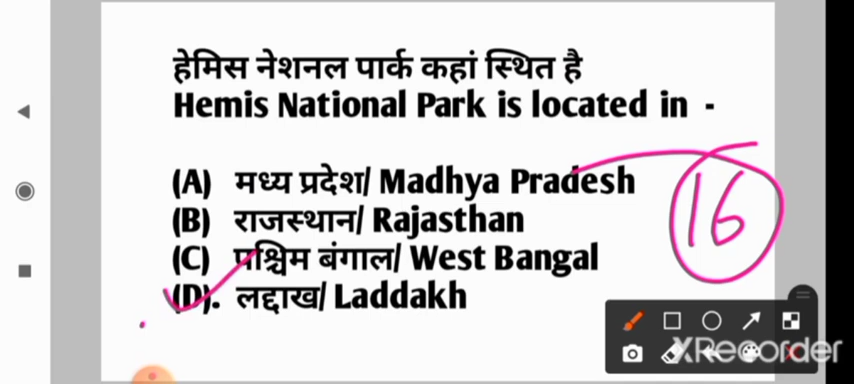 हेमिस नेशनल पार्क कहां स्थित है
Hemis National Park is located in -
(A) मध्य प्रदेश/ Madhya Pradesh
(B) राजस्थान/ Rajasthan
(C) पश्चिम बंगाल/ West Bangal
(D). लद्दाख/ Laddakh
16
XRecorder